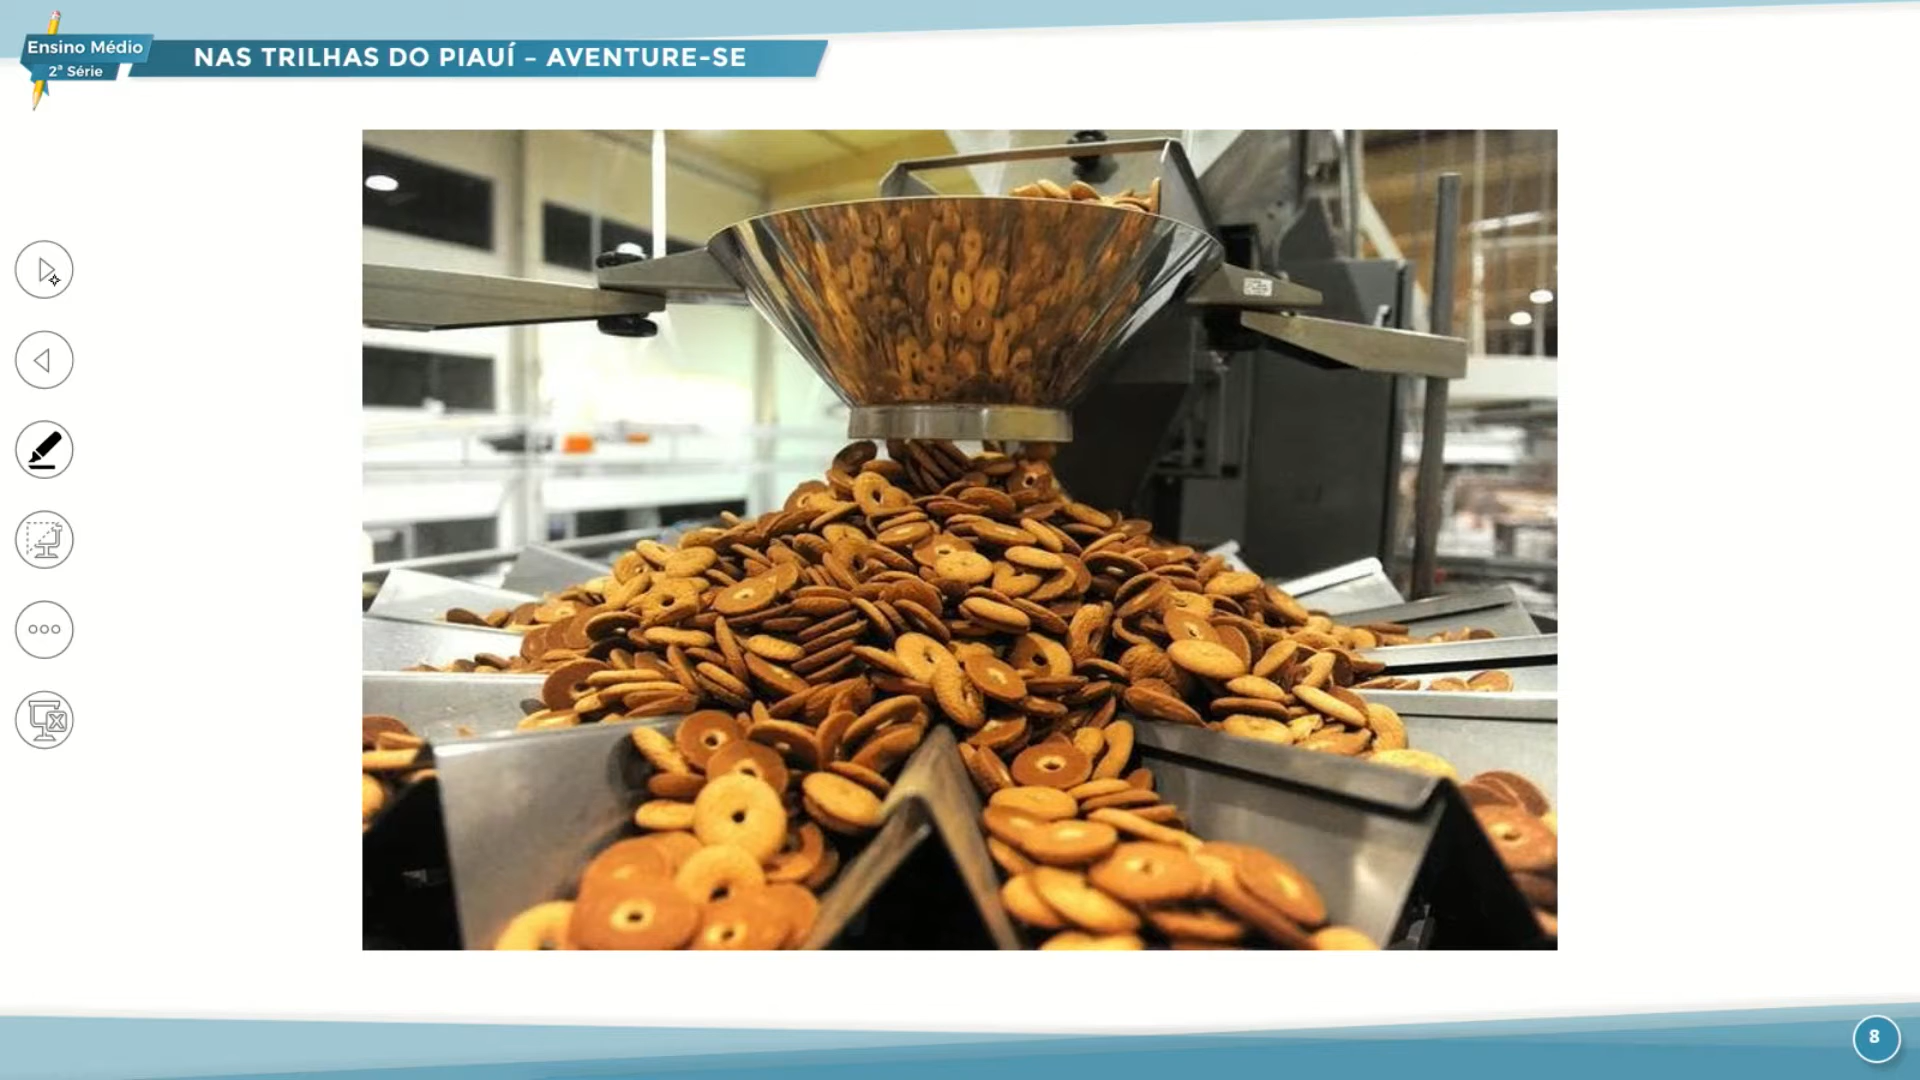 Ensino Médio
2ª Série
NAS TRILHAS DO PIAUÍ – AVENTURE-SE
8